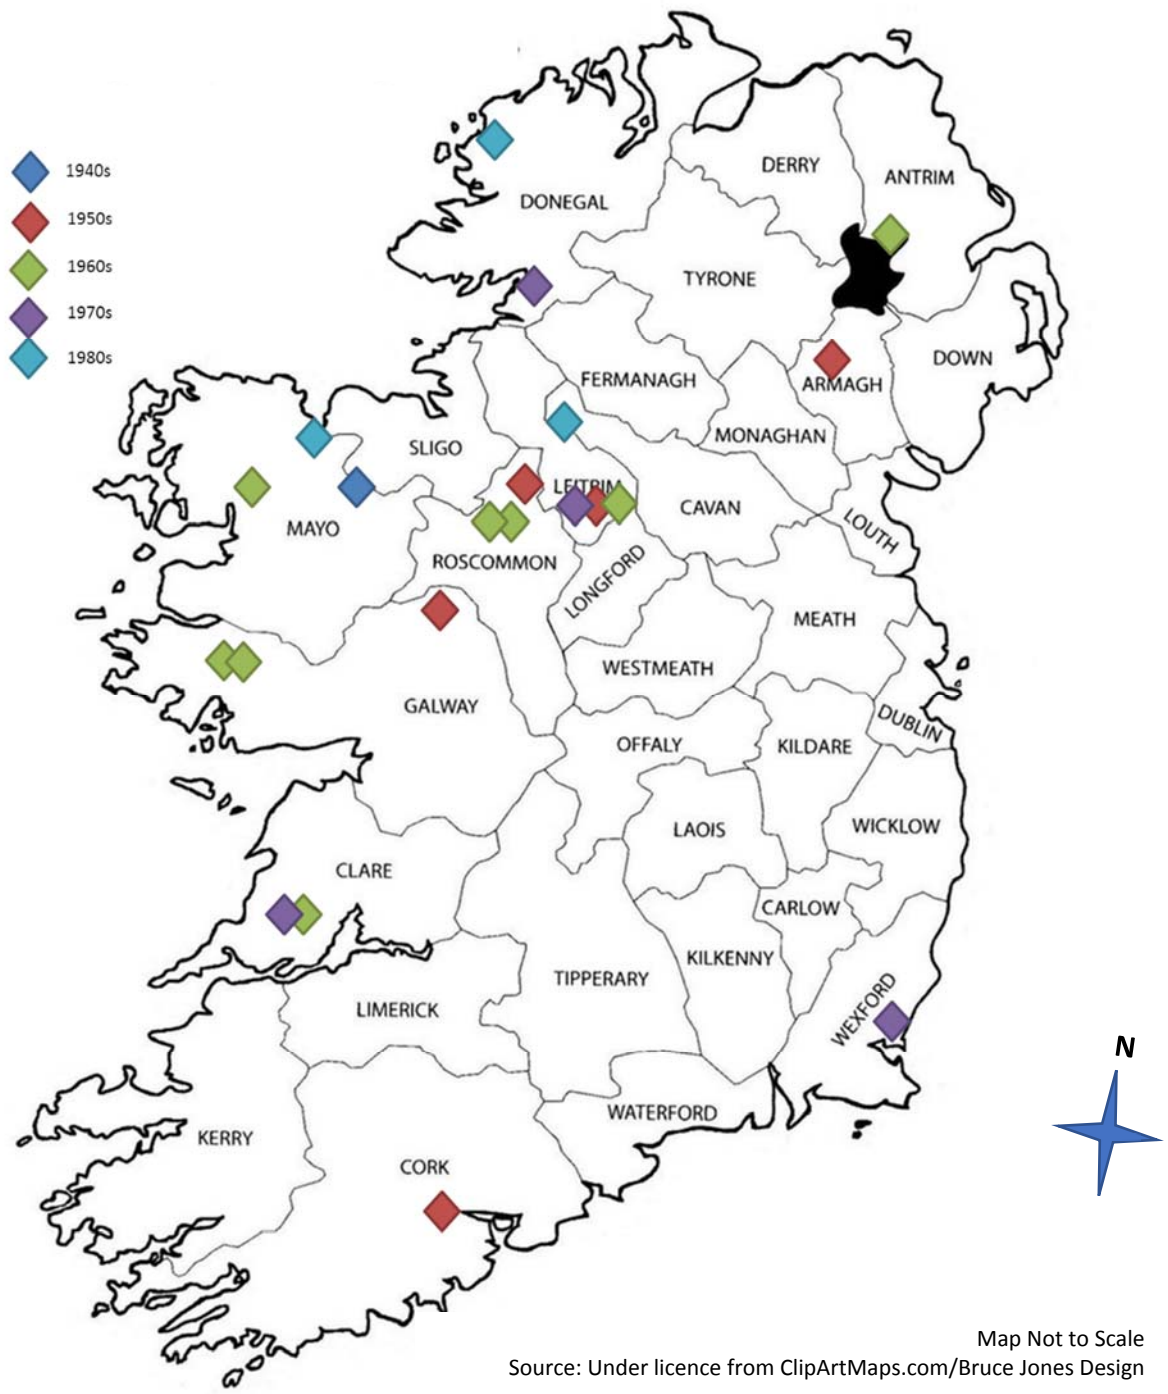 1940s
1950s
1960s
1970s
1980s
DERRY
ANTRIM
DONEGAL
TYRONE
DOWN
FERMANAGH
ARMAGH
MONAGHAN
SLIGO
LEITRIM
CAVAN
MAYO
LOUTH
ROSCOMMON
LONGFORD
MEATH
WESTMEATH
GALWAY
DUBLIN
OFFALY
KILDARE
LAOIS
WICKLOW
CLARE
CARLOW
KILKENNY
TIPPERARY
LIMERICK
WEXFORD
N
WATERFORD
KERRY
CORK
Map Not to Scale
Source: Under licence from ClipArtMaps.com/Bruce Jones Design